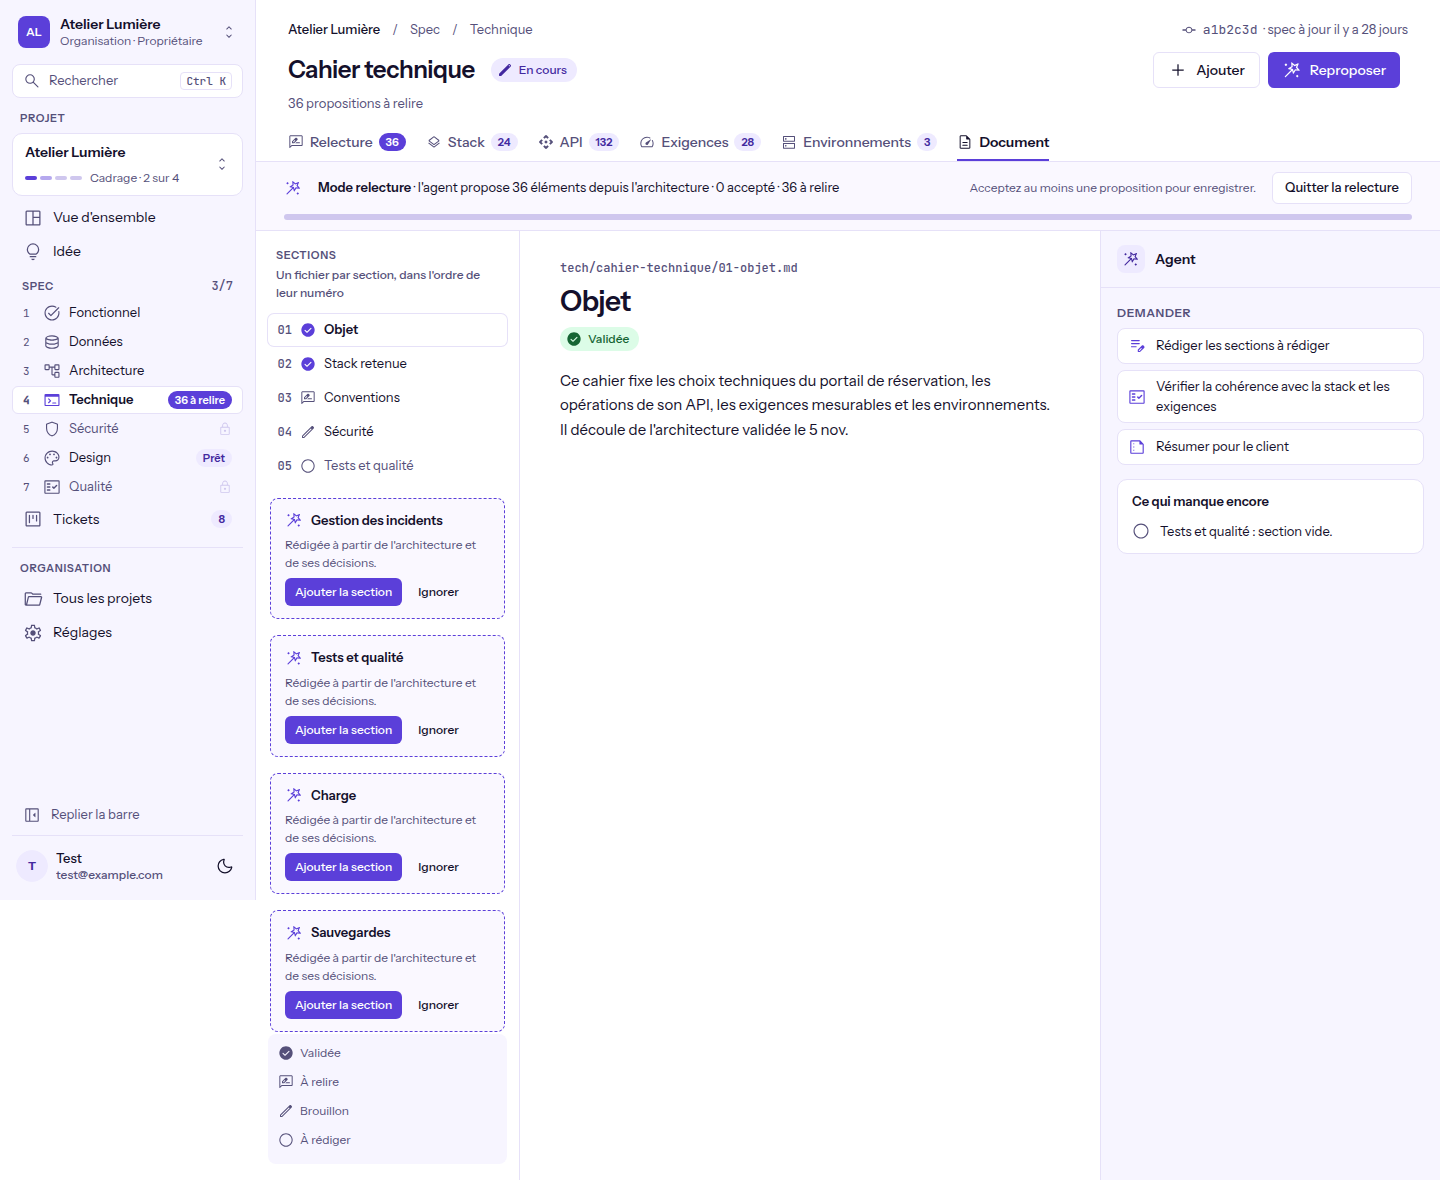 AL
Atelier Lumière
Organisation · Propriétaire
Rechercher
Ctrl K
PROJET
Atelier Lumière
Cadrage · 2 sur 4
Vue d'ensemble
Idée
SPEC 3/7
1 Fonctionnel
2 Données
3 Architecture
4 Technique 36 à relire
5 Sécurité
6 Design Prêt
7 Qualité
Tickets 8
ORGANISATION
Tous les projets
Réglages
Replier la barre
T
Test
test@example.com
Atelier Lumière / Spec / Technique
a1b2c3d · spec à jour il y a 28 jours
Cahier technique
En cours
Ajouter
Reproposer
36 propositions à relire
Relecture 36
Stack 24
API 132
Exigences 28
Environnements 3
Document
Mode relecture · l'agent propose 36 éléments depuis l'architecture · 0 accepté · 36 à relire
Acceptez au moins une proposition pour enregistrer.
Quitter la relecture
SECTIONS
Un fichier par section, dans l'ordre de
leur numéro
01 Objet
02 Stack retenue
03 Conventions
04 Sécurité
05 Tests et qualité
Gestion des incidents
Rédigée à partir de l'architecture et
de ses décisions.
Ajouter la section Ignorer
Tests et qualité
Rédigée à partir de l'architecture et
de ses décisions.
Ajouter la section Ignorer
Charge
Rédigée à partir de l'architecture et
de ses décisions.
Ajouter la section Ignorer
Sauvegardes
Rédigée à partir de l'architecture et
de ses décisions.
Ajouter la section Ignorer
Validée
À relire
Brouillon
À rédiger
tech/cahier-technique/01-objet.md
Objet
Validée
Ce cahier fixe les choix techniques du portail de réservation, les
opérations de son API, les exigences mesurables et les environnements.
Il découle de l'architecture validée le 5 nov.
Agent
DEMANDER
Rédiger les sections à rédiger
Vérifier la cohérence avec la stack et les
exigences
Résumer pour le client
Ce qui manque encore
Tests et qualité : section vide.